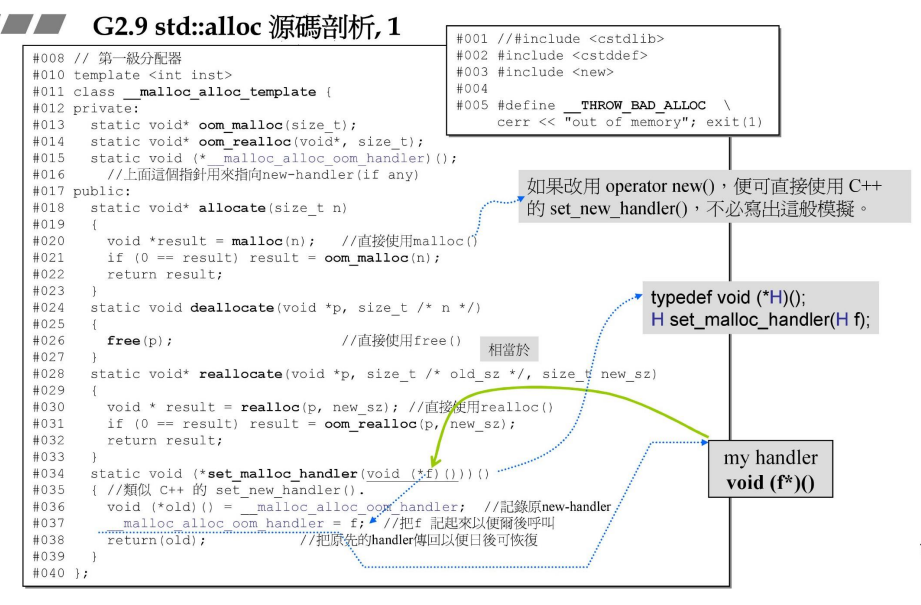 G2.9 std::alloc 源碼剖析, 1
#001 //#include <cstdlib>
#002 #include <cstddef>
#003 #include <new>
#004
#005 #define __THROW_BAD_ALLOC \
cerr << "out of memory"; exit(1)
#008 // 第一級分配器
#010 template <int inst>
#011 class __malloc_alloc_template {
#012 private:
#013 static void* oom_malloc(size_t);
#014 static void* oom_realloc(void*, size_t);
#015 static void (*__malloc_alloc_oom_handler)();
#016 //上面這個指針用來指向new-handler(if any)
#017 public:
#018 static void* allocate(size_t n)
#019 {
#020 void *result = malloc(n); //直接使用malloc()
#021 if (0 == result) result = oom_malloc(n);
#022 return result;
#023 }
#024 static void deallocate(void *p, size_t /* n */)
#025 {
#026 free(p); //直接使用free()
#027 }
#028 static void* reallocate(void *p, size_t /* old_sz */, size_t new_sz)
#029 {
#030 void * result = realloc(p, new_sz); //直接使用realloc()
#031 if (0 == result) result = oom_realloc(p, new_sz);
#032 return result;
#033 }
#034 static void (*set_malloc_handler(void (*f)()))()
#035 { //類似 C++ 的 set_new_handler().
#036 void (*old)() = __malloc_alloc_oom_handler; //記錄原new-handler
#037 __malloc_alloc_oom_handler = f; //把f 記起來以便爾後呼叫
#038 return(old); //把原先的handler傳回以便日後可恢復
#039 }
#040 };
如果改用 operator new()，便可直接使用 C++
的 set_new_handler()，不必寫出這般模擬。
typedef void (*H)();
H set_malloc_handler(H f);
相當於
my handler
void (f*)()